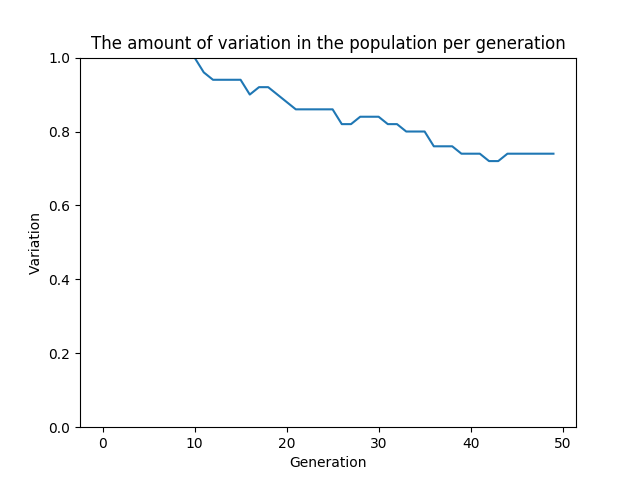 The amount of variation in the population per generation
1.0
0.8
0.6
0.4
0.2
0.0
Variation
0 10 20 30 40 50
Generation